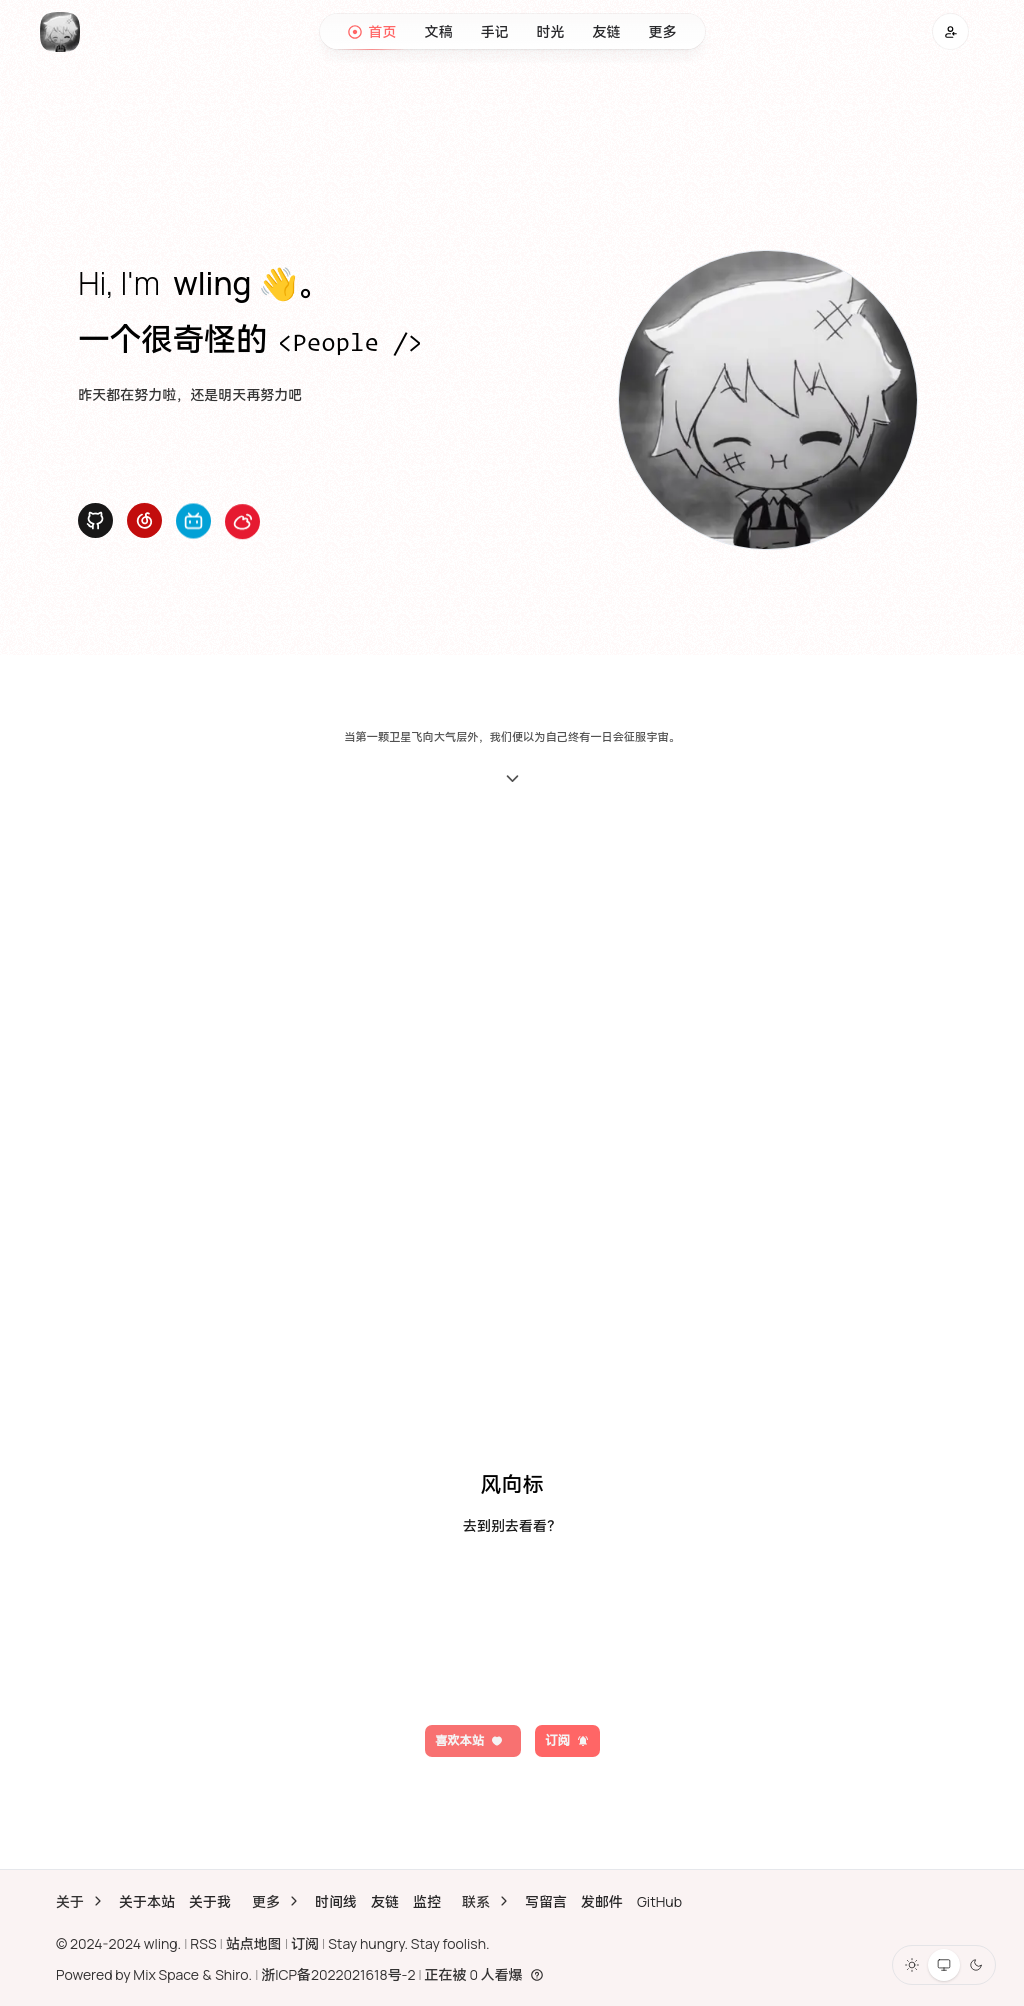 首页 文稿 手记 时光 友链 更多
Hi, I'm wling 👋。
一个很奇怪的 <People />
昨天都在努力啦，还是明天再努力吧
当第一颗卫星飞向大气层外，我们便以为自己终有一日会征服宇宙。
风向标
去到别去看看？
喜欢本站 订阅
关于 关于本站 关于我 更多 时间线 友链 监控 联系 写留言 发邮件 GitHub
© 2024-2024 wling. | RSS | 站点地图 | 订阅 | Stay hungry. Stay foolish.
Powered by Mix Space & Shiro. | 浙ICP备2022021618号-2 | 正在被 0 人看爆